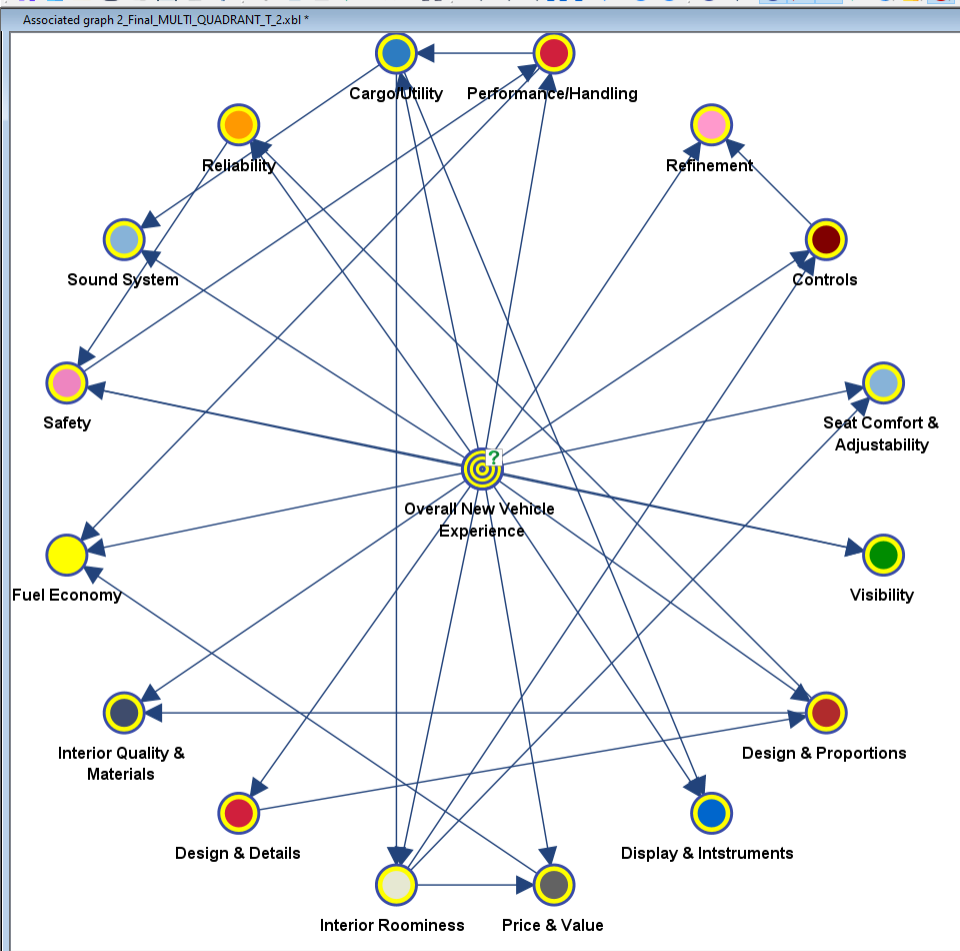 Associated graph 2_Final_MULTI_QUADRANT_T_2.xbl *
Cargo/Utility
Performance/Handling
Reliability
Refinement
Sound System
Controls
Safety
Seat Comfort &
Adjustability
?
Overall New Vehicle
Experience
Fuel Economy
Visibility
Interior Quality &
Materials
Design & Proportions
Design & Details
Display & Intstruments
Interior Roominess
Price & Value